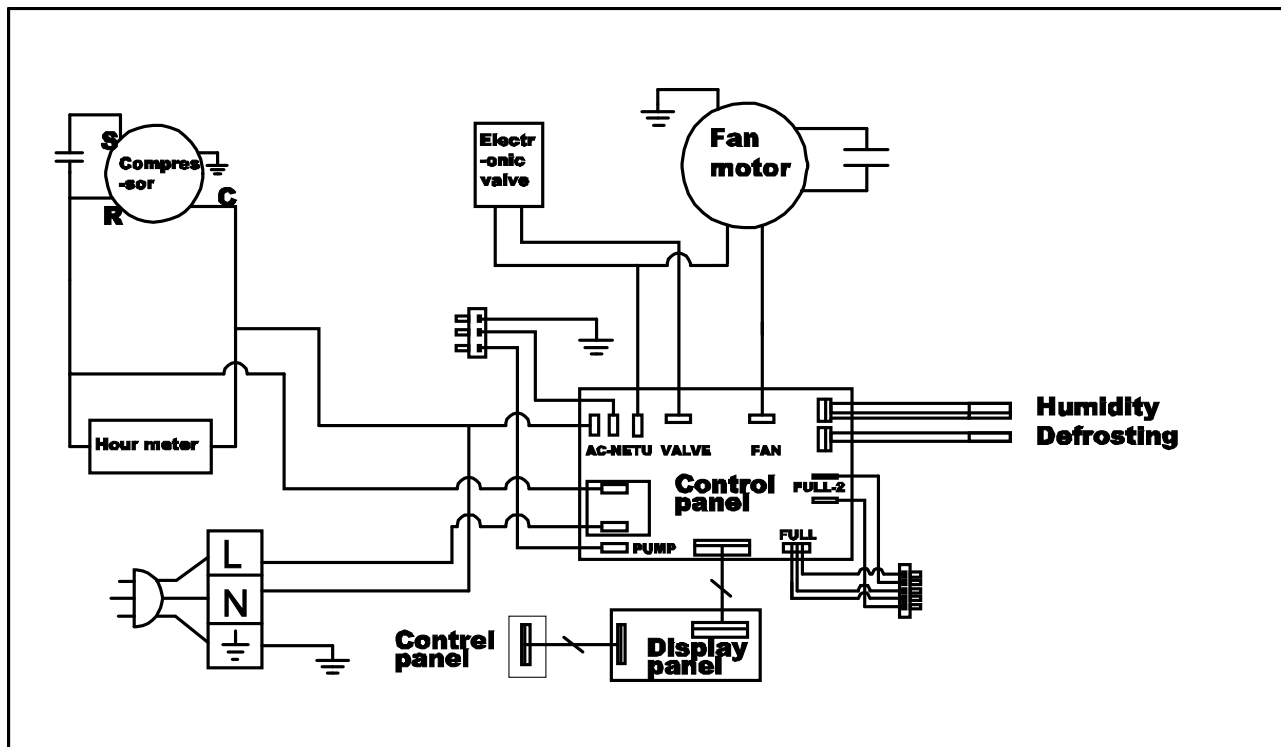 S
Compres
-sor
R
C
Electr
-onic
valve
Fan
motor
Hour meter
AC-NETU
VALVE
FAN
Humidity
Defrosting
Control
panel
FULL-2
FULL
PUMP
L
N
Contrel
panel
Display
panel